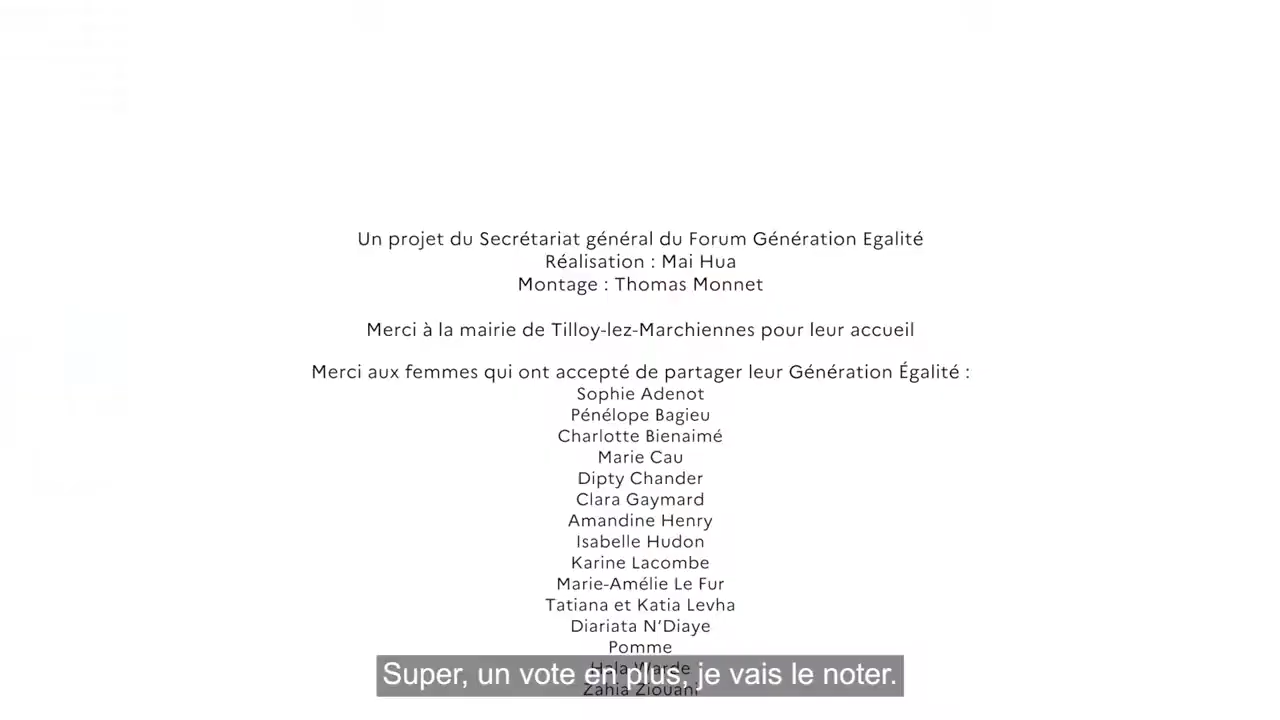 Un projet du Secrétariat général du Forum Génération Egalité
Réalisation : Mai Hua
Montage : Thomas Monnet
Merci à la mairie de Tilloy-lez-Marchiennes pour leur accueil
Merci aux femmes qui ont accepté de partager leur Génération Égalité :
Sophie Adenot
Pénélope Bagieu
Charlotte Bienaimé
Marie Cau
Dipty Chander
Clara Gaymard
Amandine Henry
Isabelle Hudon
Karine Lacombe
Marie-Amélie Le Fur
Tatiana et Katia Levha
Diariata N’Diaye
Pomme
Hala Warde
Super, un vote en plus, je vais le noter.
Zahia Ziouani